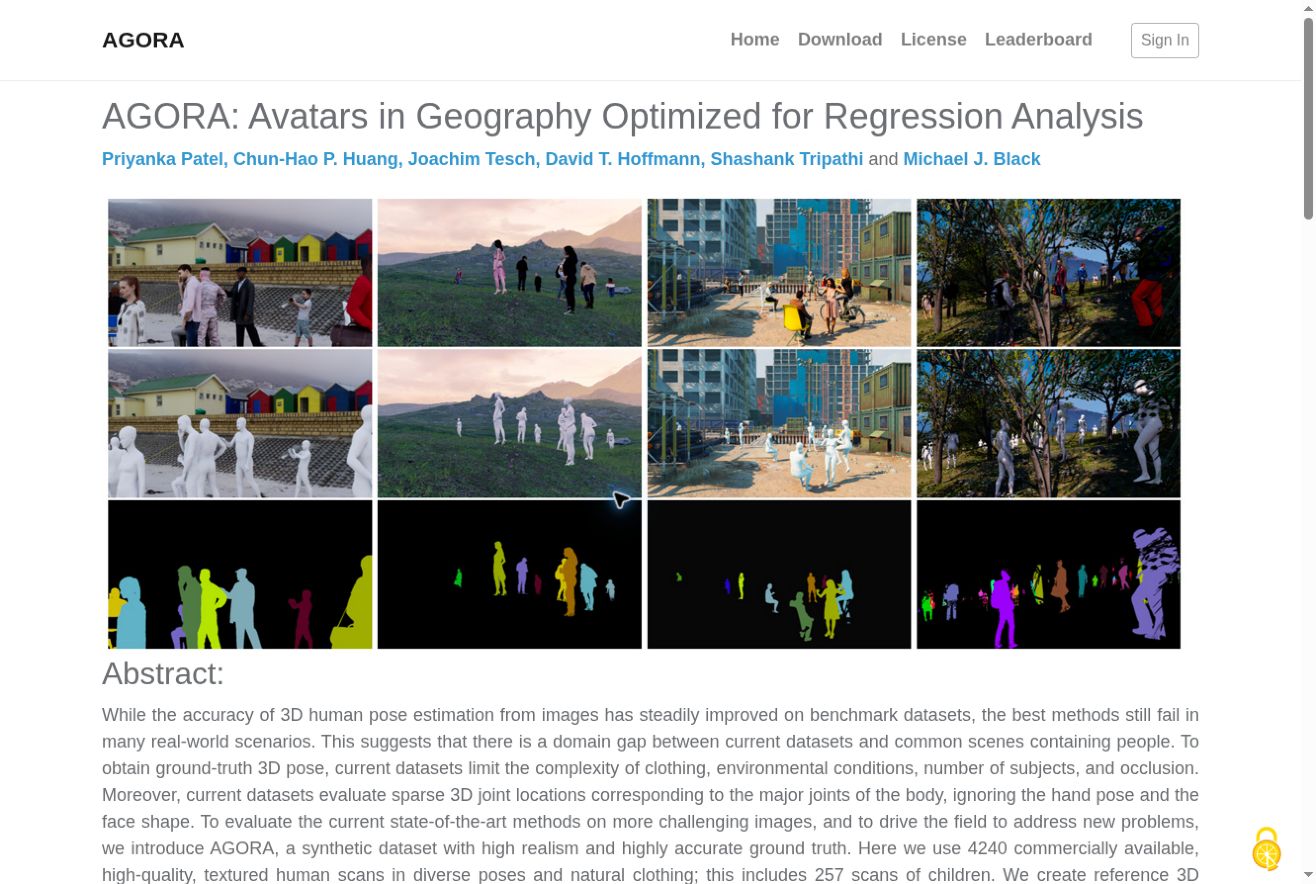 AGORA
Home Download License Leaderboard Sign In
AGORA: Avatars in Geography Optimized for Regression Analysis
Priyanka Patel, Chun-Hao P. Huang, Joachim Tesch, David T. Hoffmann, Shashank Tripathi and Michael J. Black
Abstract:
While the accuracy of 3D human pose estimation from images has steadily improved on benchmark datasets, the best methods still fail in
many real-world scenarios. This suggests that there is a domain gap between current datasets and common scenes containing people. To
obtain ground-truth 3D pose, current datasets limit the complexity of clothing, environmental conditions, number of subjects, and occlusion.
Moreover, current datasets evaluate sparse 3D joint locations corresponding to the major joints of the body, ignoring the hand pose and the
face shape. To evaluate the current state-of-the-art methods on more challenging images, and to drive the field to address new problems,
we introduce AGORA, a synthetic dataset with high realism and highly accurate ground truth. Here we use 4240 commercially available,
high-quality, textured human scans in diverse poses and natural clothing; this includes 257 scans of children. We create reference 3D